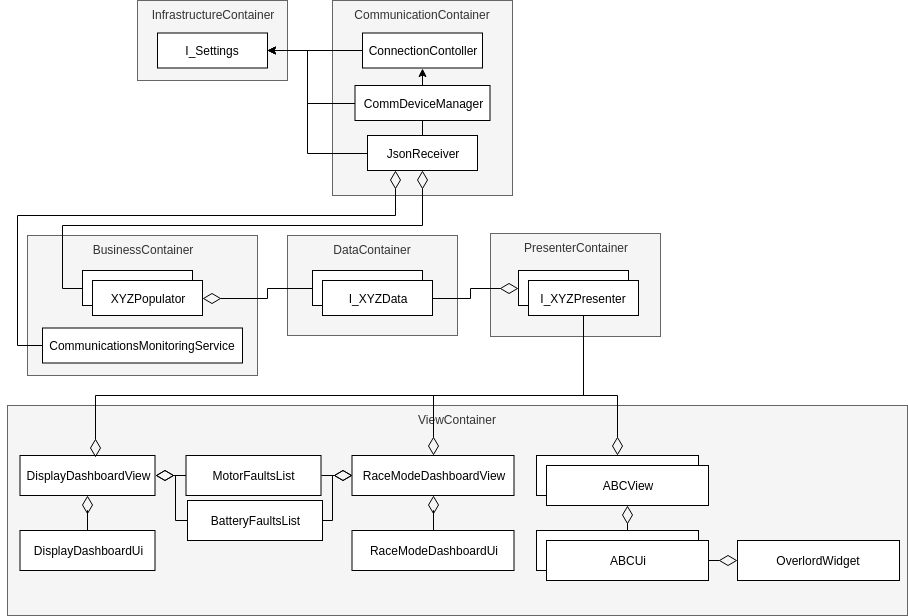 InfrastructureContainer
CommunicationContainer
I_Settings
ConnectionContoller
CommDeviceManager
JsonReceiver
BusinessContainer
DataContainer
PresenterContainer
XYZPopulator
I_XYZData
I_XYZPresenter
CommunicationsMonitoringService
ViewContainer
DisplayDashboardView
MotorFaultsList
RaceModeDashboardView
ABCView
BatteryFaultsList
DisplayDashboardUi
RaceModeDashboardUi
ABCUi
OverlordWidget